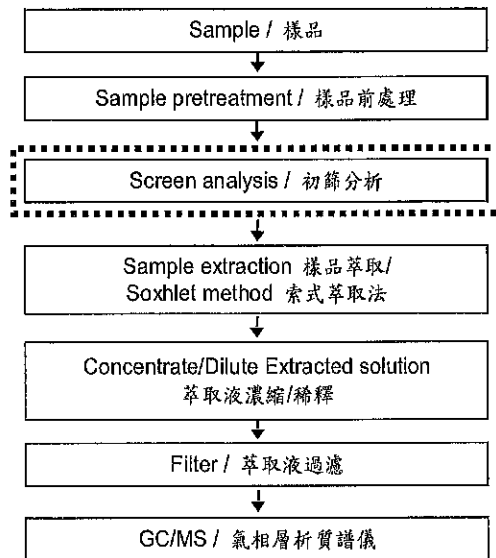 Sample / 樣品
Sample pretreatment / 樣品前處理
Screen analysis / 初篩分析
Sample extraction 樣品萃取/
Soxhlet method 索式萃取法
Concentrate/Dilute Extracted solution
萃取液濃縮/稀釋
Filter / 萃取液過濾
GC/MS / 氣相層析質譜儀